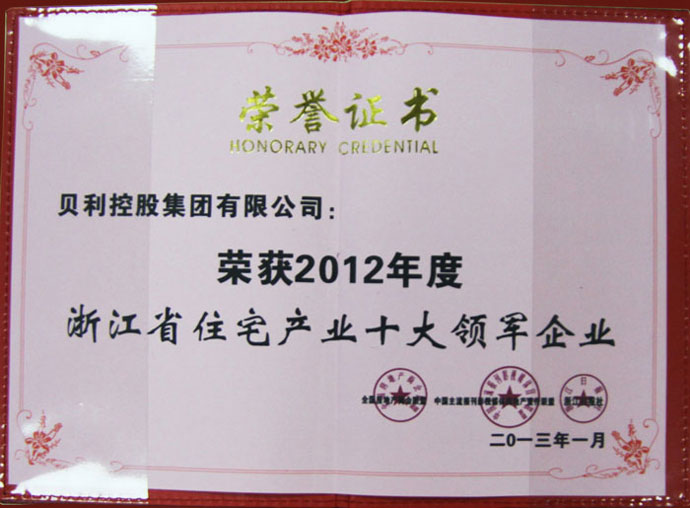 荣誉证书
HONORARY CREDENTIAL
贝利控股集团有限公司：
荣获2012年度
浙江省住宅产业十大领军企业
二0一三年一月